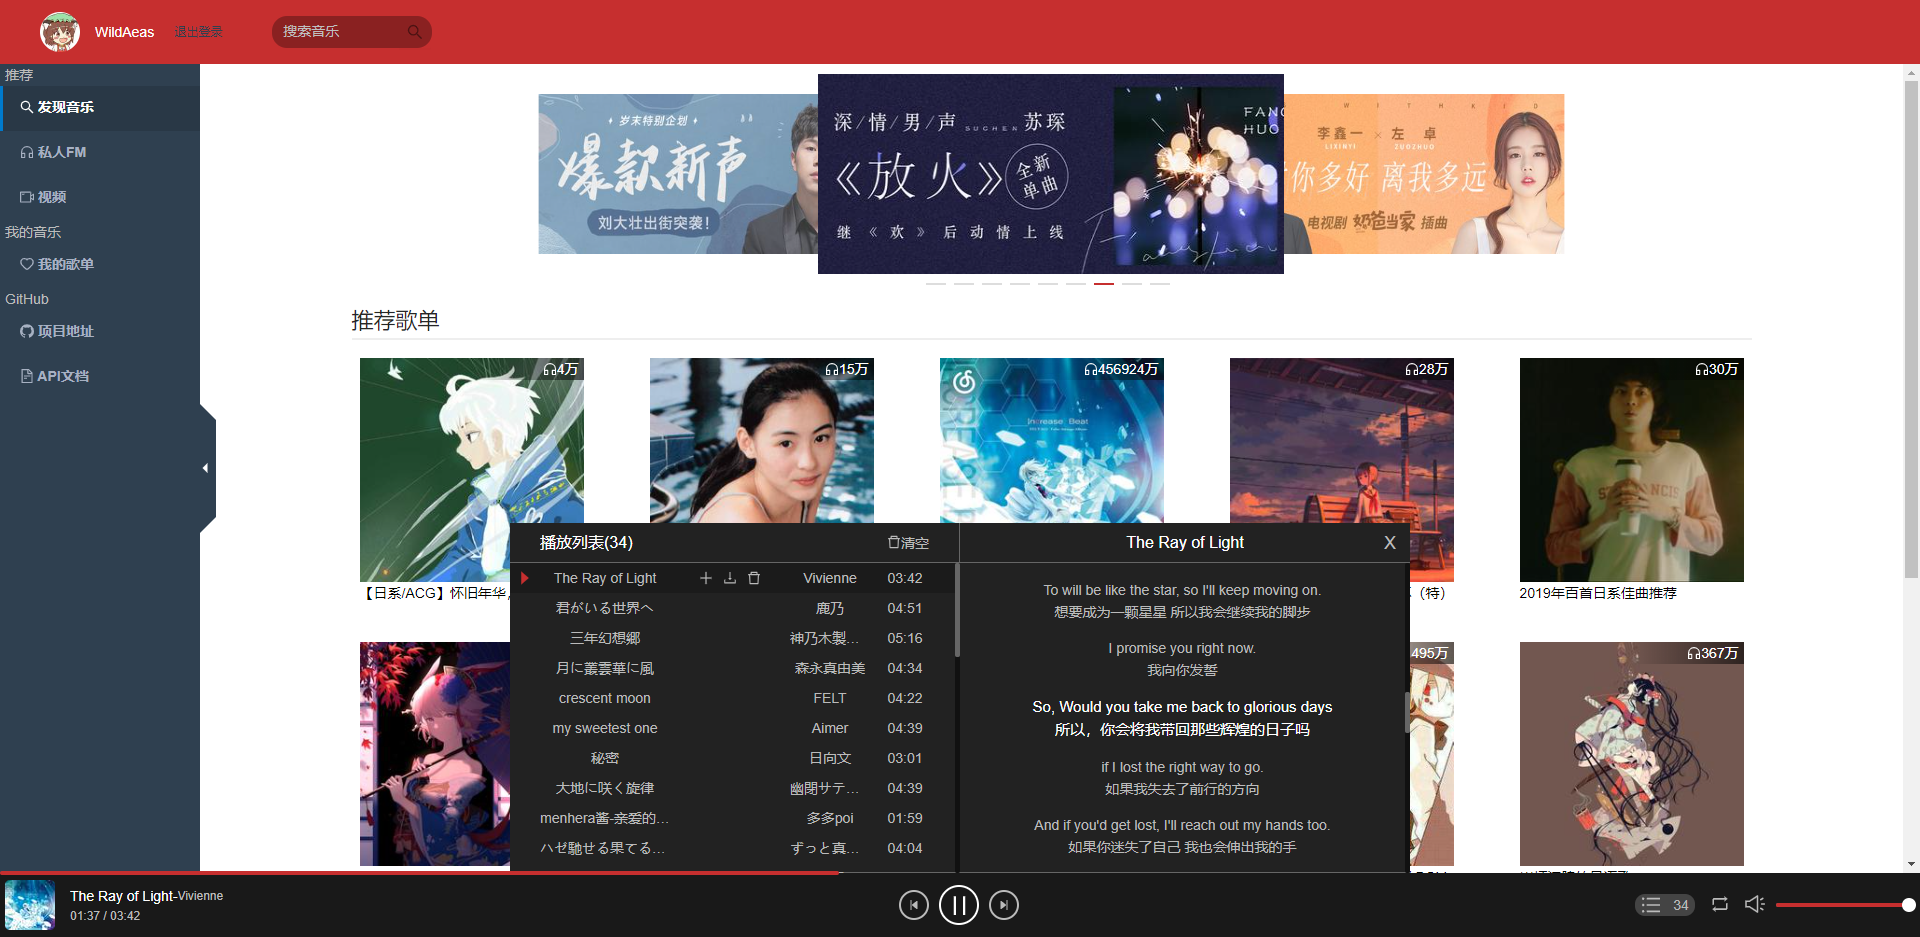 WildAeas 退出登录 搜索音乐
推荐
发现音乐
私人FM
视频
我的音乐
我的歌单
GitHub
项目地址
API文档
岁末特别企划
爆款新声
刘大壮出街突袭!
深/情/男/声 SUCHEN 苏琛
《放火》
全新
单曲
继《欢》后动情上线
FANG
HUO
WITHKID
李鑫一 × 左卓
LIXINYI ZUOZHUO
你多好 离我多远
电视剧 奶爸当家 插曲
推荐歌单
4万
15万
456924万
Increase Beat
28万
30万
【日系/ACG】怀旧年华,
(特)
2019年百首日系佳曲推荐
495万
367万
播放列表(34) 清空
The Ray of Light Vivienne 03:42
君がいる世界へ 鹿乃 04:51
三年幻想郷 神乃木製... 05:16
月に叢雲華に風 森永真由美 04:34
crescent moon FELT 04:22
my sweetest one Aimer 04:39
秘密 日向文 03:01
大地に咲く旋律 幽閉サテ... 04:39
menhera酱-亲爱的... 多多poi 01:59
ハゼ馳せる果てる... ずっと真... 04:04
The Ray of Light X
To will be like the star, so I'll keep moving on.
想要成为一颗星星 所以我会继续我的脚步
I promise you right now.
我向你发誓
So, Would you take me back to glorious days
所以，你会将我带回那些辉煌的日子吗
if I lost the right way to go.
如果我失去了前行的方向
And if you'd get lost, I'll reach out my hands too.
如果你迷失了自己 我也会伸出我的手
The Ray of Light-Vivienne
01:37 / 03:42
34